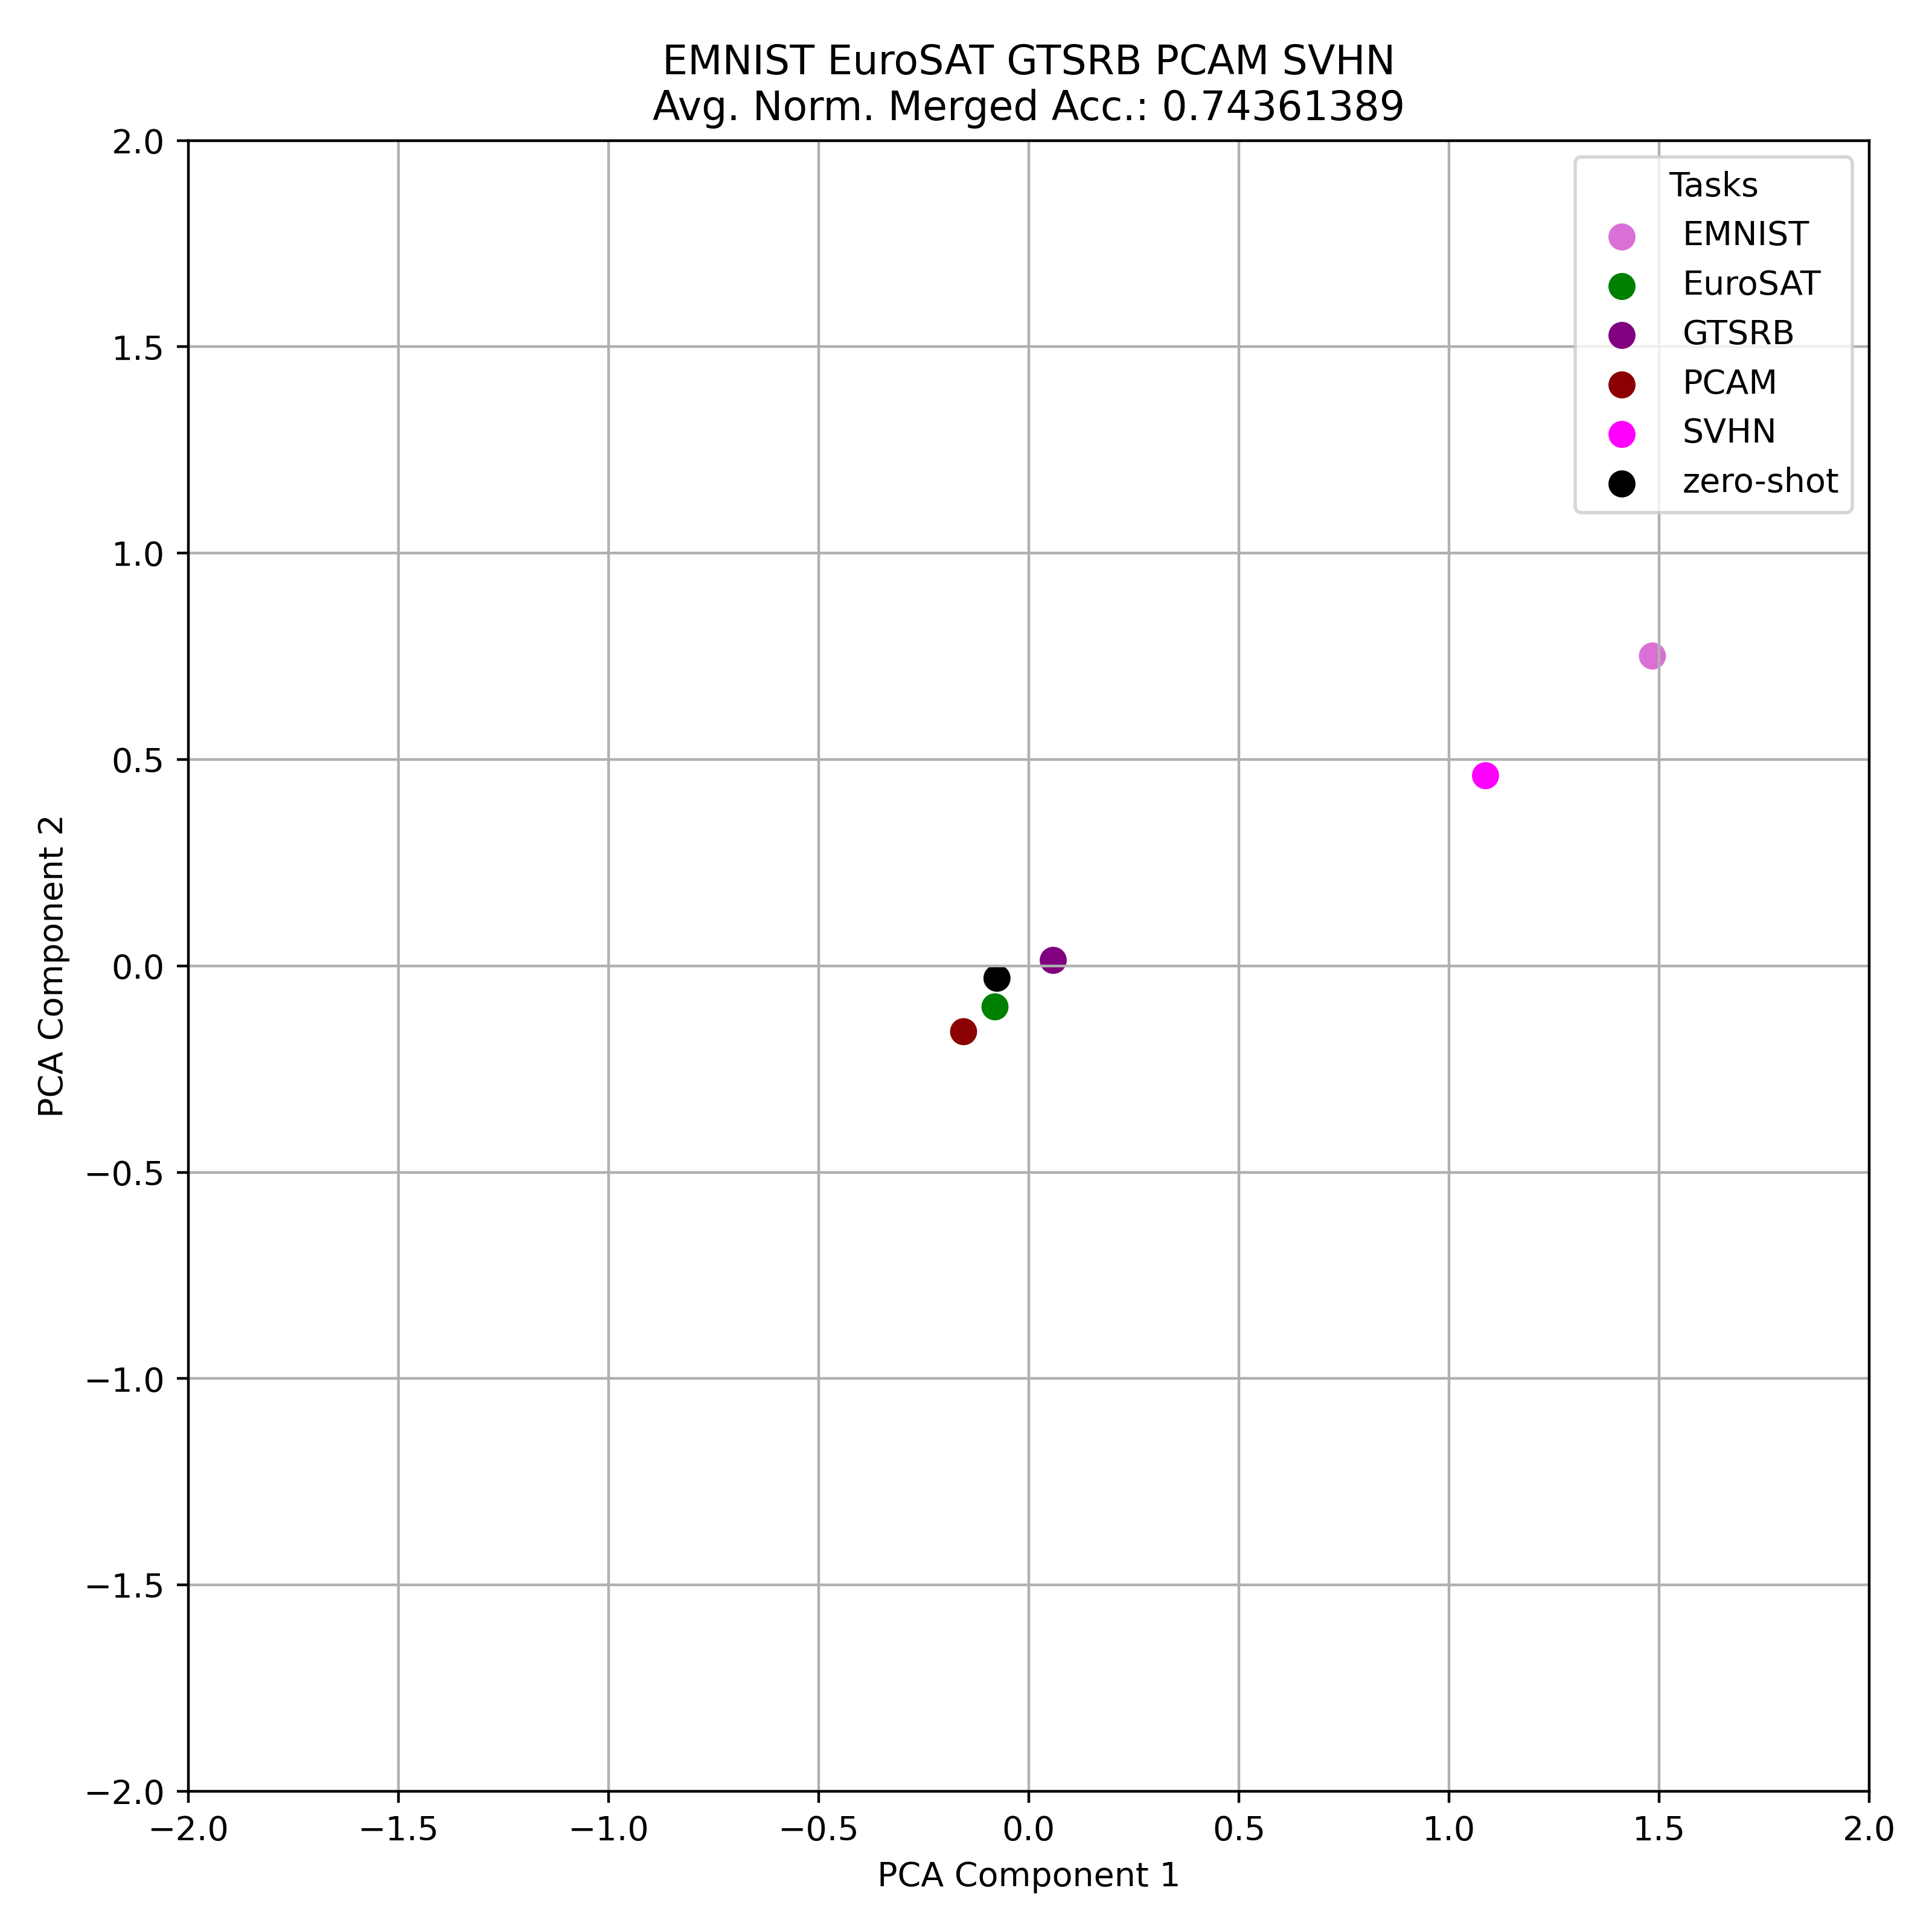 EMNIST EuroSAT GTSRB PCAM SVHN
Avg. Norm. Merged Acc.: 0.74361389
Tasks
EMNIST
EuroSAT
GTSRB
PCAM
SVHN
zero-shot
PCA Component 2
2.0
1.5
1.0
0.5
0.0
−0.5
−1.0
−1.5
−2.0
−2.0 −1.5 −1.0 −0.5 0.0 0.5 1.0 1.5 2.0
PCA Component 1